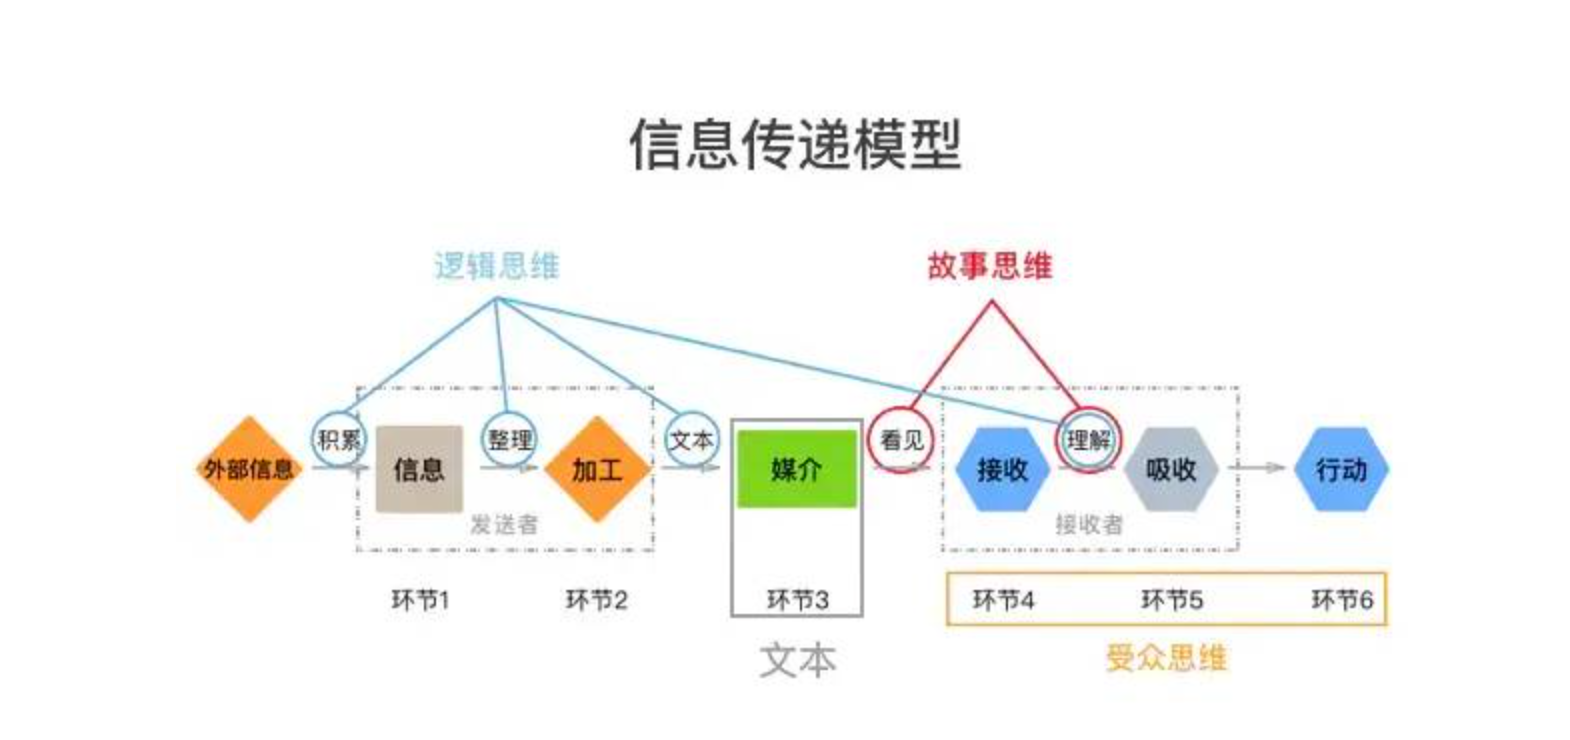 信息传递模型
逻辑思维
故事思维
外部信息
积累
信息
整理
加工
文本
媒介
看见
接收
理解
吸收
行动
发送者
接收者
环节1
环节2
环节3
环节4
环节5
环节6
文本
受众思维